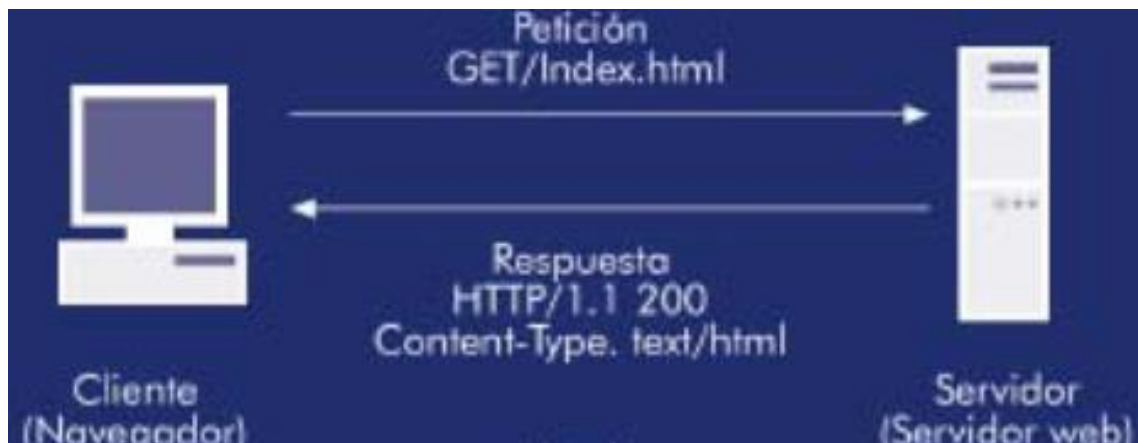 Petición
GET/Index.html
Respuesta
HTTP/1.1 200
Content-Type. text/html
Cliente
(Navegador)
Servidor
(Servidor web)